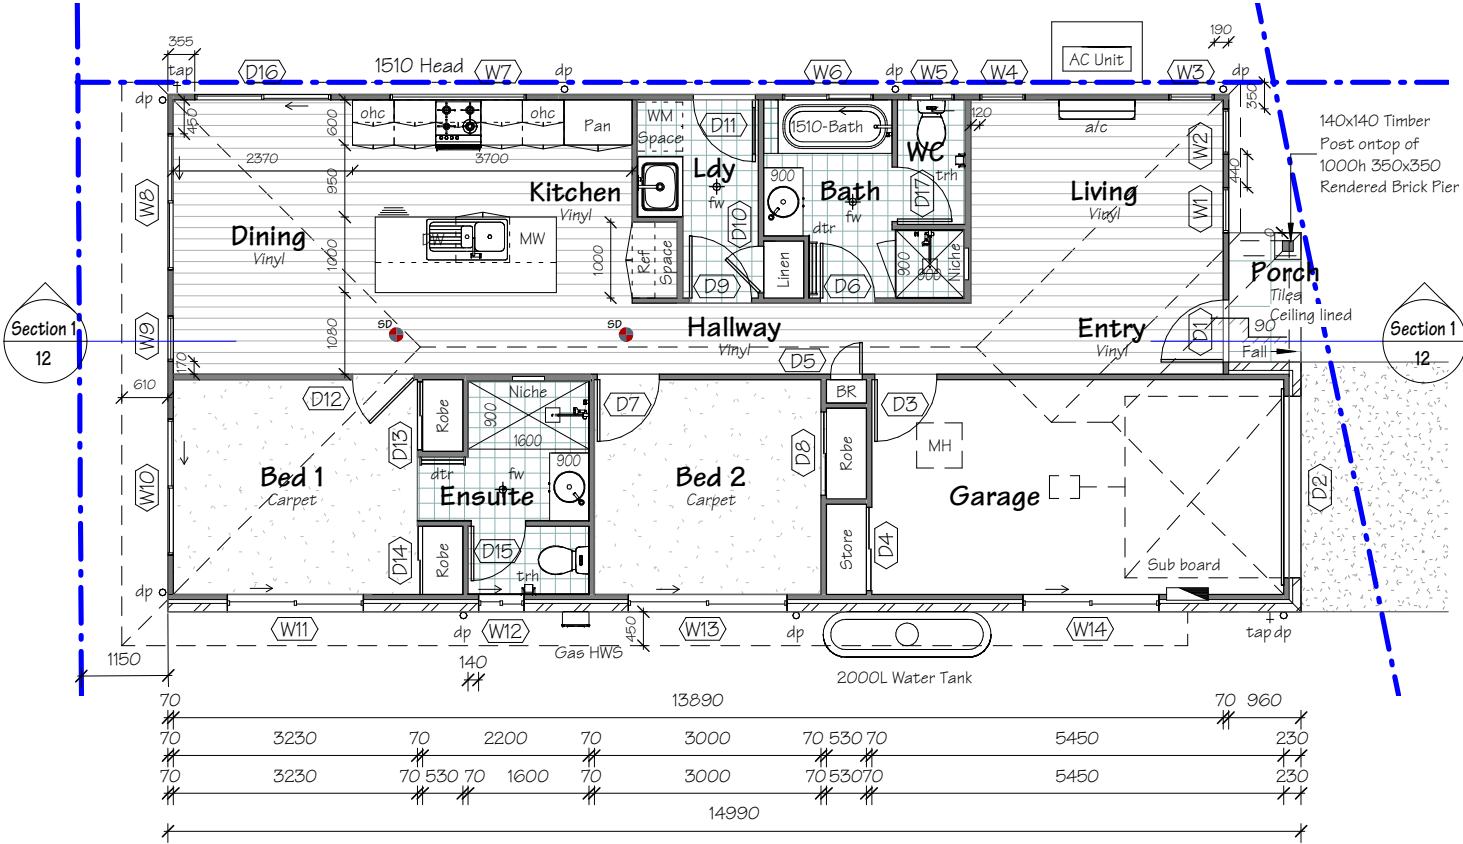 355
190
tap
D16
1510 Head
W7
dp
W6
dp
W5
W4
AC Unit
W3
dp
dp
450
600
ohc
ohc
Pan
WM
Space
D11
1510-Bath
120
a/c
350
140x140 Timber
Post ontop of
1000h 350x350
Rendered Brick Pier
2370
3700
950
Kitchen
Vinyl
Ldy
fw
900
Bath
fw
WC
trh
D17
Living
Vinyl
W2
440
W1
W8
Dining
Vinyl
1000
DW
MW
1000
Ref
Space
D10
dtr
Linen
D9
D6
900
900
Niche
Porch
Tiles
Ceiling lined
Section 1
12
W9
SD
SD
1080
Hallway
Vinyl
Entry
Vinyl
D1
90
Fall
Section 1
12
170
610
D5
D12
Robe
D13
Niche
900
1600
D7
BR
D3
D8
Robe
MH
W10
Bed 1
Carpet
dtr
fw
900
Ensuite
Bed 2
Carpet
Garage
D2
D14
Robe
D15
trh
Store
D4
Sub board
dp
W11
dp
W12
Gas HWS
450
W13
dp
W14
tap
dp
1150
140
2000L Water Tank
70 13890 70 960
70 3230 70 2200 70 3000 70 530 70 5450 230
70 3230 70 530 70 1600 70 3000 70 530 70 5450 230
14990